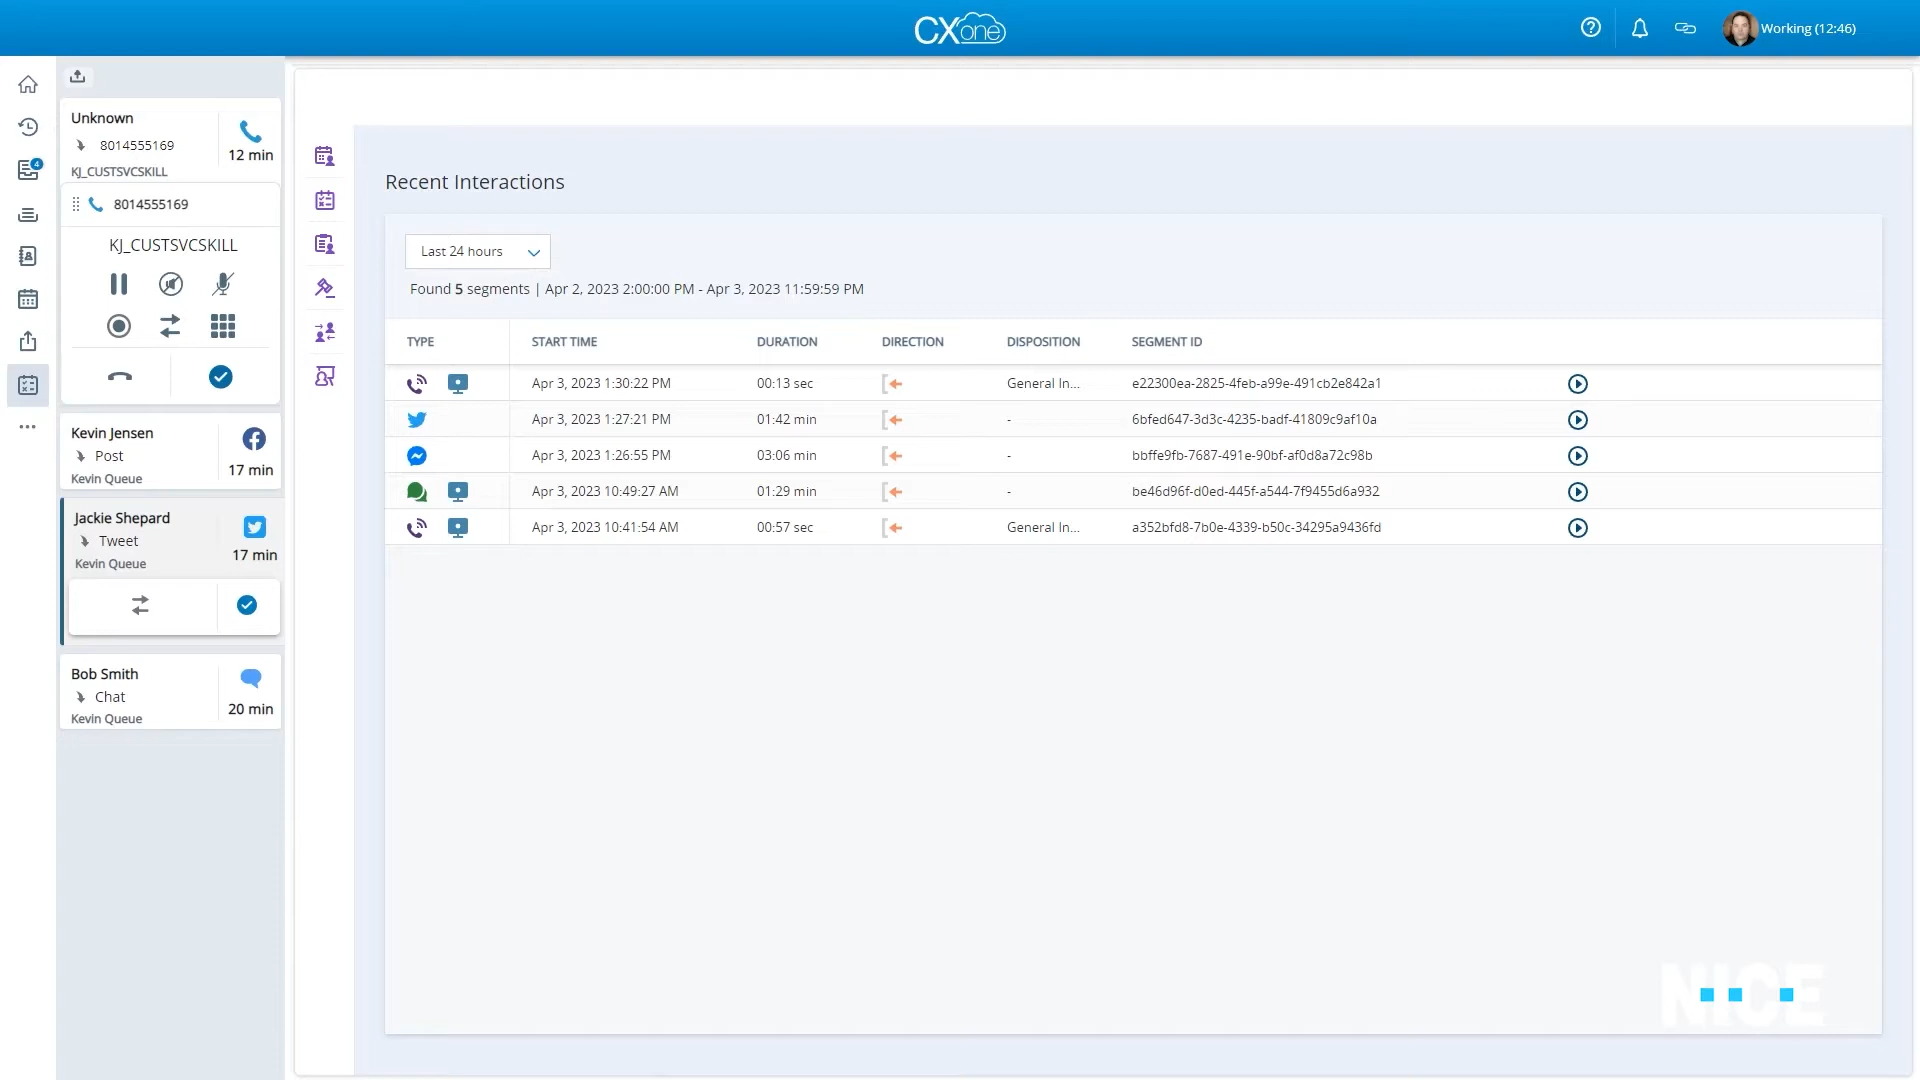 CXone
Working (12:46)
4
Unknown
8014555169
12 min
KJ_CUSTSVCSKILL
8014555169
KJ_CUSTSVCSKILL
Kevin Jensen
Post
17 min
Kevin Queue
Jackie Shepard
Tweet
17 min
Kevin Queue
Bob Smith
Chat
20 min
Kevin Queue
Recent Interactions
Last 24 hours
Found 5 segments | Apr 2, 2023 2:00:00 PM - Apr 3, 2023 11:59:59 PM
TYPE START TIME DURATION DIRECTION DISPOSITION SEGMENT ID
Apr 3, 2023 1:30:22 PM 00:13 sec General In... e22300ea-2825-4feb-a99e-491cb2e842a1
Apr 3, 2023 1:27:21 PM 01:42 min - 6bfed647-3d3c-4235-badf-41809c9af10a
Apr 3, 2023 1:26:55 PM 03:06 min - bbffe9fb-7687-491e-90bf-af0d8a72c98b
Apr 3, 2023 10:49:27 AM 01:29 min - be46d96f-d0ed-445f-a544-7f9455d6a932
Apr 3, 2023 10:41:54 AM 00:57 sec General In... a352bfd8-7b0e-4339-b50c-34295a9436fd
NICE